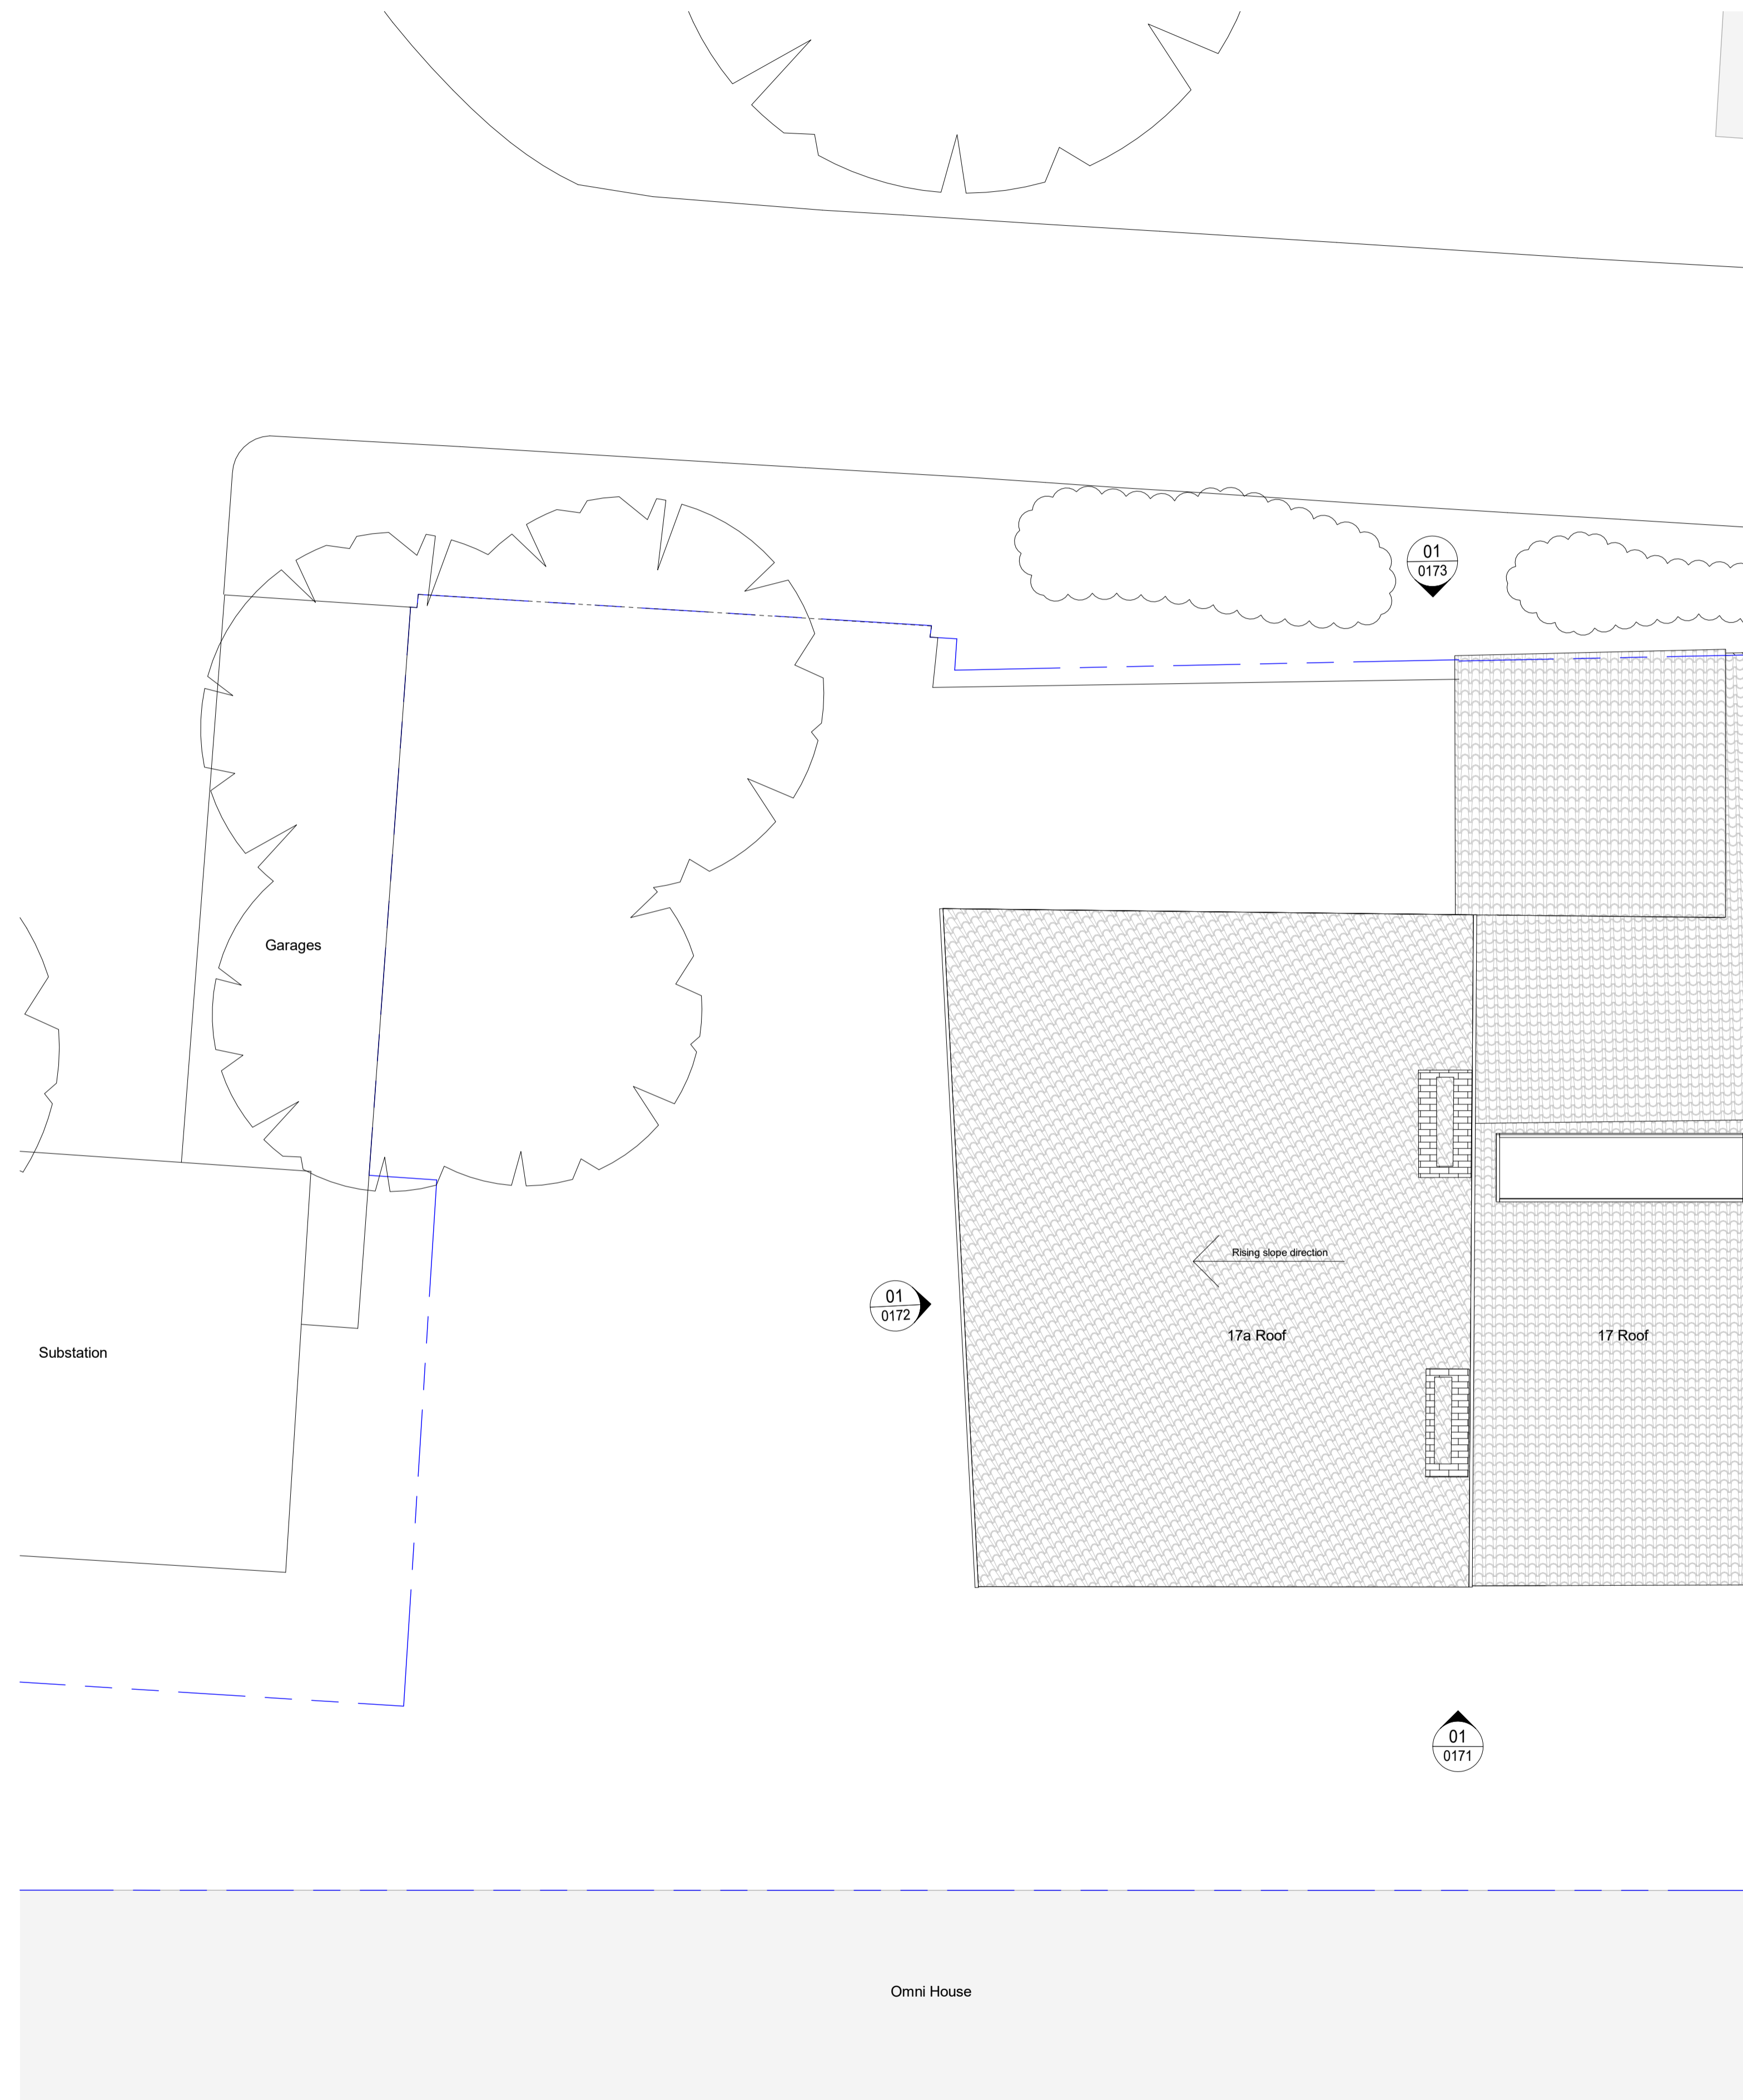 01
0173
Garages
Rising slope direction
01
0172
17a Roof
17 Roof
Substation
01
0171
Omni House